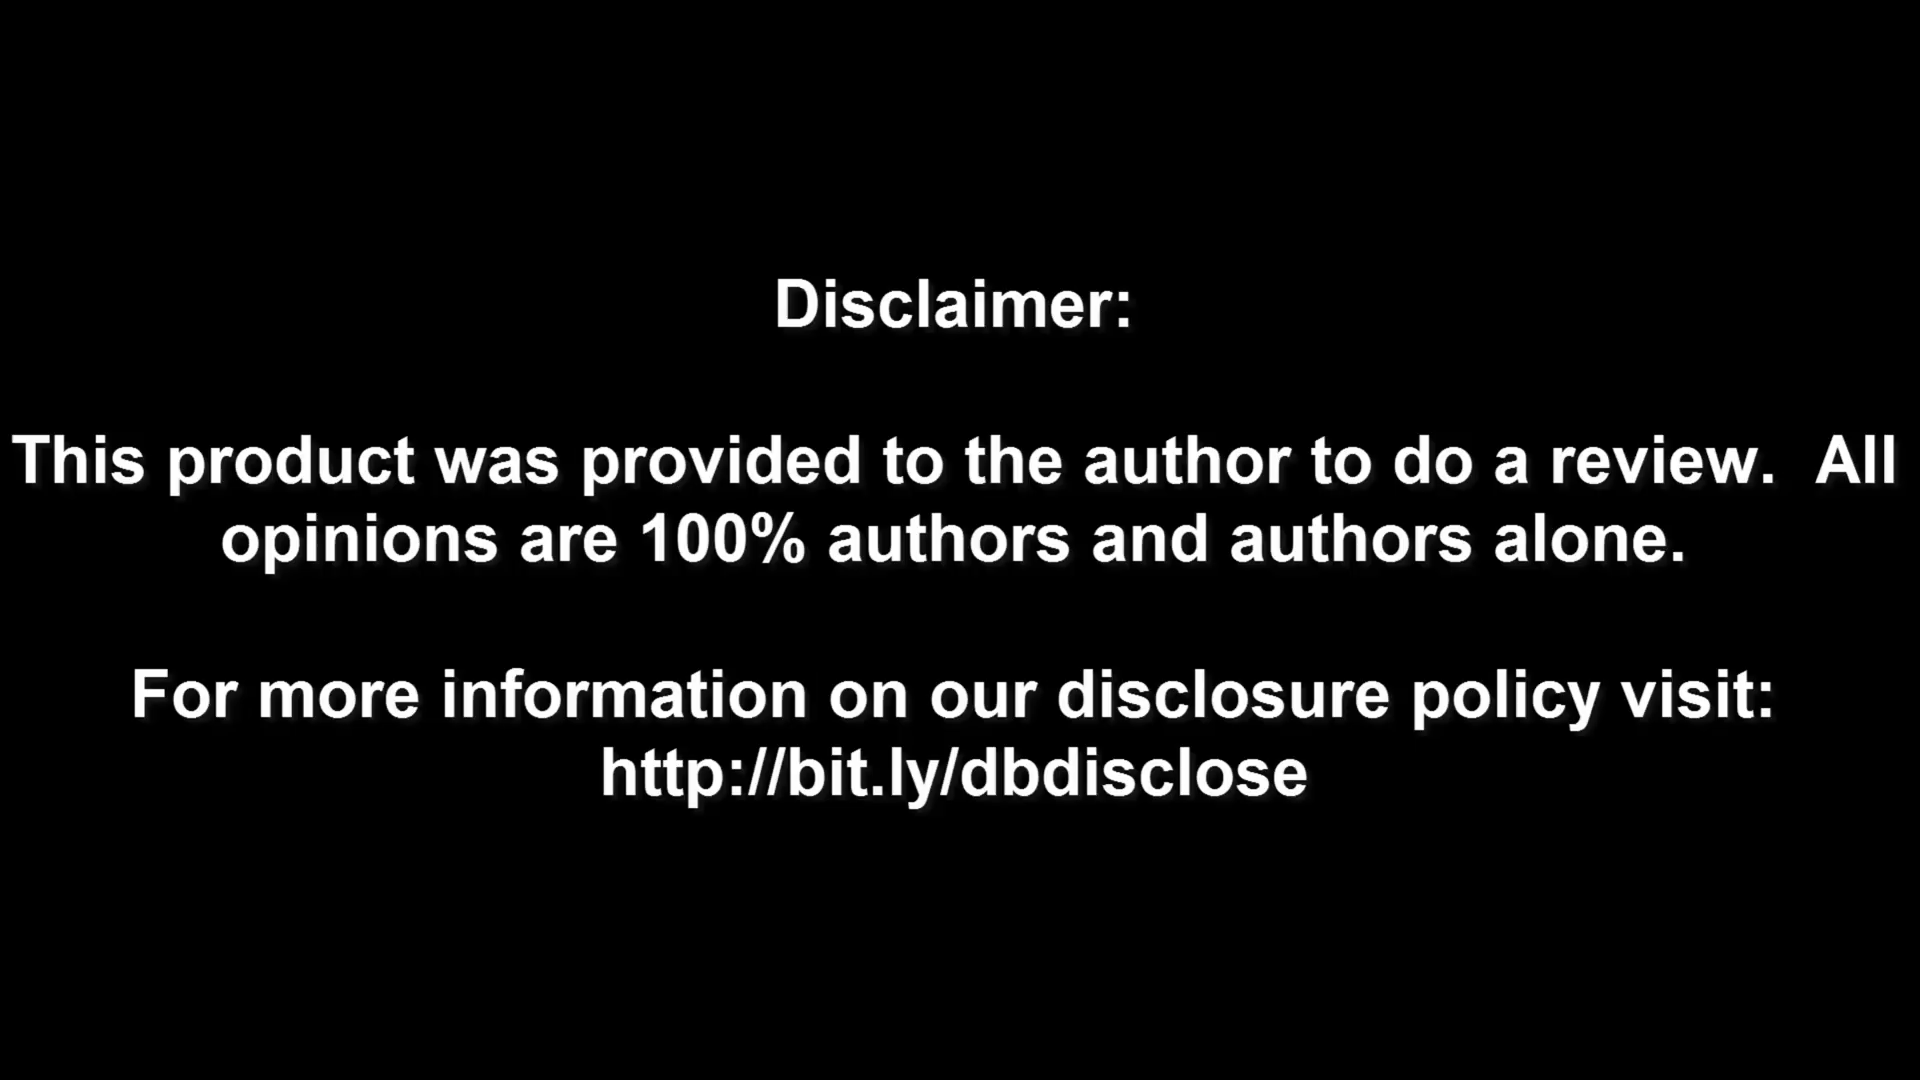 Disclaimer:
This product was provided to the author to do a review.  All
opinions are 100% authors and authors alone.
For more information on our disclosure policy visit:
http://bit.ly/dbdisclose